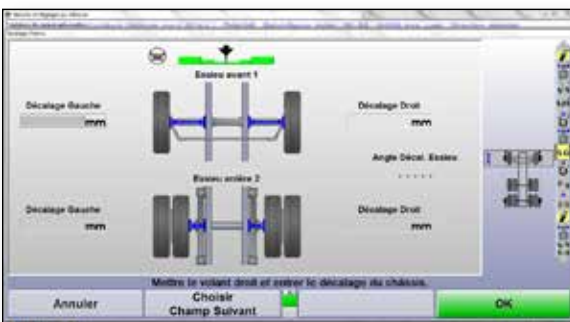 Essieu avant 1
Décalage Gauche
mm
Décalage Droit
mm
Angle Décal. Essieu
- - - - -
Essieu arrière 2
Décalage Gauche
mm
Décalage Droit
mm
Mettre le volant droit et entrer le décalage du châssis.
Annuler
Choisir
Champ Suivant
OK